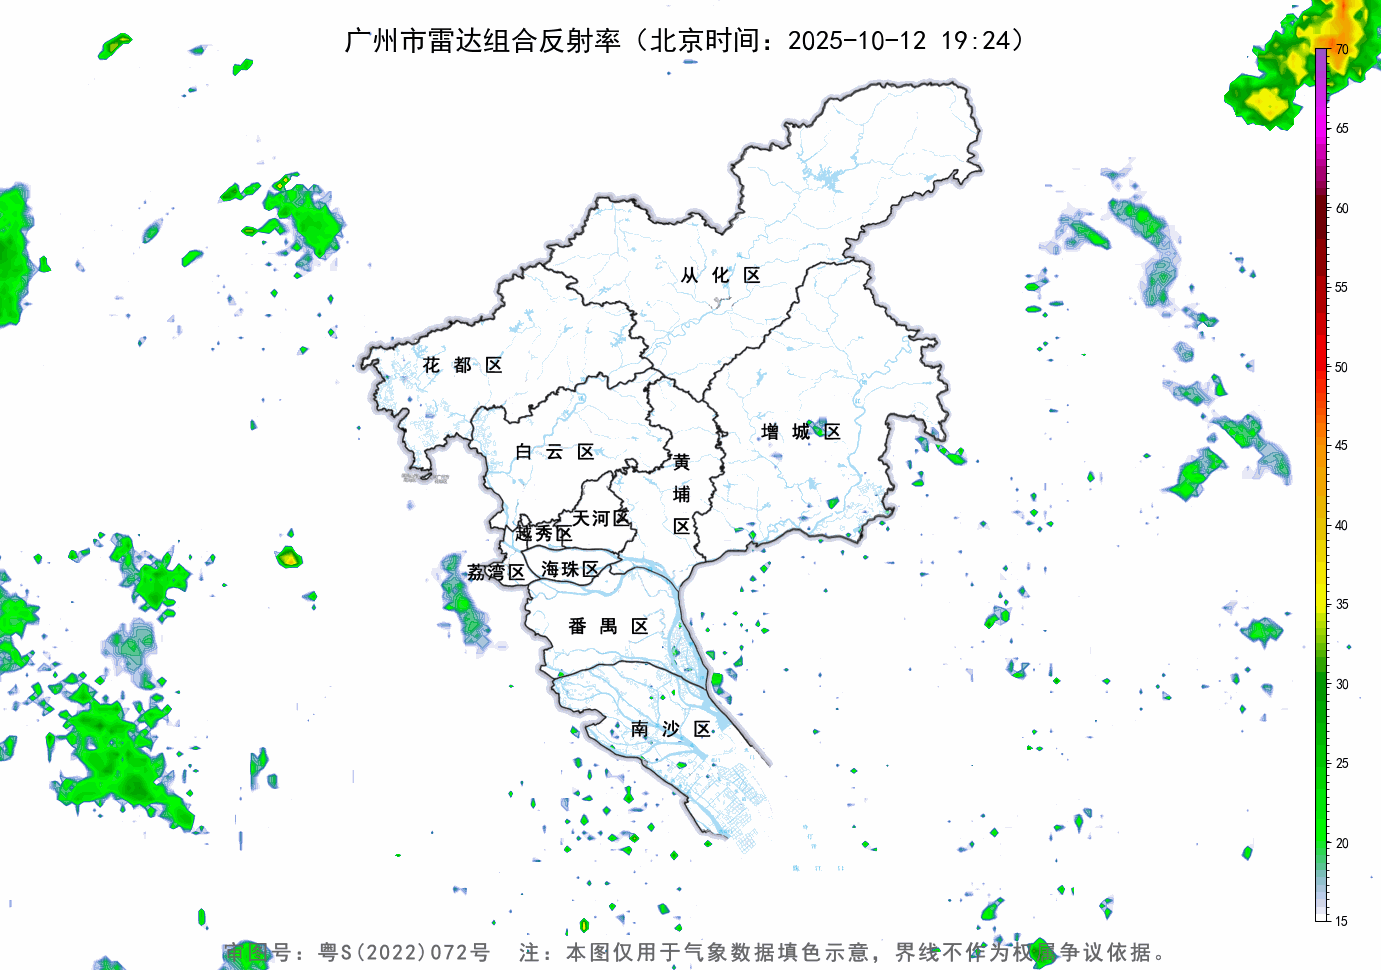 广州市雷达组合反射率（北京时间：2025-10-12 19:24）
70
65
60
55
50
45
40
35
30
25
20
15
从化区
花都区
增城区
白云区
黄埔区
天河区
越秀区
荔湾区
海珠区
番禺区
南沙区
审图号：粤S(2022)072号 注：本图仅用于气象数据填色示意，界线不作为权属争议依据。